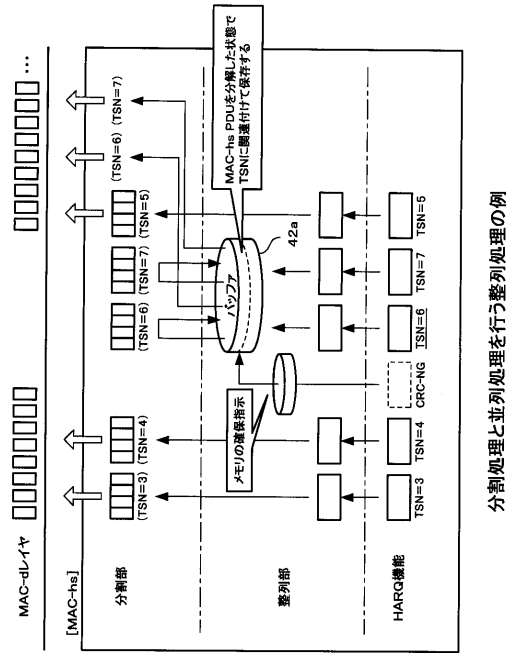 MAC-dレイヤ
...
[MAC-hs]
分割部
(TSN=3)
(TSN=4)
(TSN=6)
(TSN=7)
(TSN=5)
(TSN=6)
(TSN=7)
整列部
メモリの確保指示
バッファ
42a
MAC-hs PDUを分解した状態で
TSNに関連付けて保存する
HARQ機能
TSN=3
TSN=4
CRC-NG
TSN=6
TSN=7
TSN=5
分割処理と並列処理を行う整列処理の例